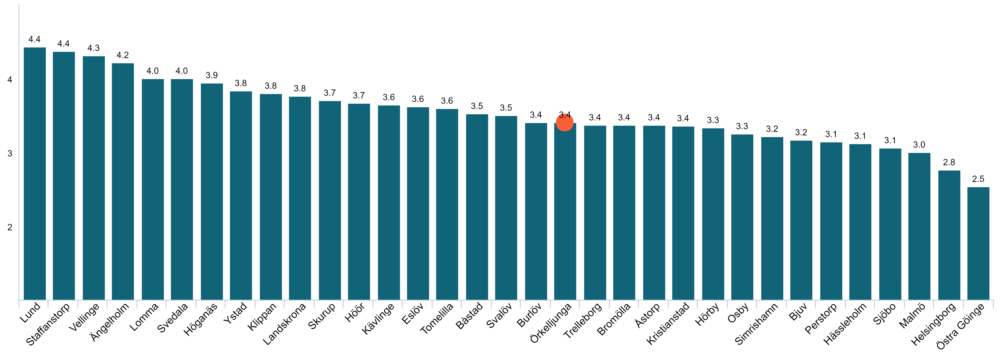 4.4 4.4 4.3 4.2 4.0 4.0 3.9 3.8 3.8 3.8 3.7 3.7 3.6 3.6 3.6 3.5 3.5 3.4 3.4 3.4 3.4 3.4 3.4 3.3 3.3 3.2 3.2 3.1 3.1 3.1 3.0 2.8 2.5
4
3
2
Lund Staffanstorp Vellinge Ängelholm Lomma Svedala Höganäs Ystad Klippan Landskrona Skurup Höör Kävlinge Eslöv Tomelilla Båstad Svalöv Burlöv Örkelljunga Trelleborg Bromölla Åstorp Kristianstad Hörby Osby Simrishamn Bjuv Perstorp Hässleholm Sjöbo Malmö Helsingborg Östra Göinge